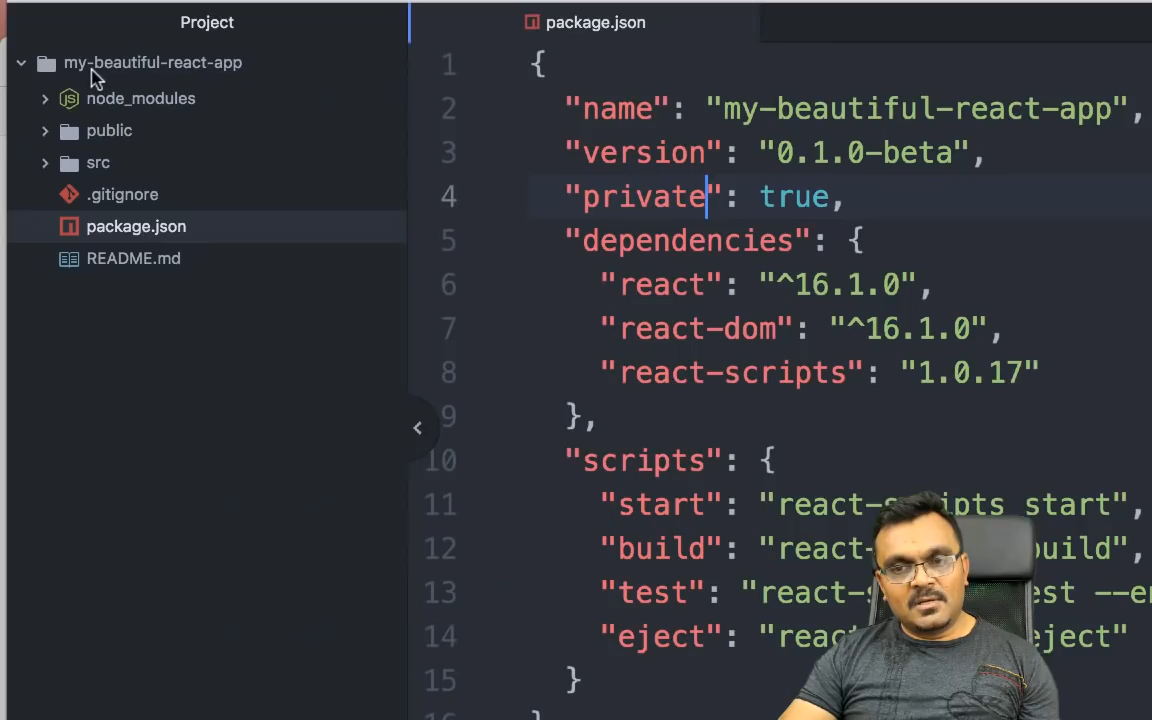 Project
my-beautiful-react-app
node_modules
public
src
.gitignore
package.json
README.md
package.json
1 {
2 "name": "my-beautiful-react-app",
3 "version": "0.1.0-beta",
4 "private": true,
5 "dependencies": {
6 "react": "^16.1.0",
7 "react-dom": "^16.1.0",
8 "react-scripts": "1.0.17"
9 },
10 "scripts": {
11 "start": "react-scripts start",
12 "build": "react- build",
13 "test": "react- --e
14 "eject": "reac eject"
15 }